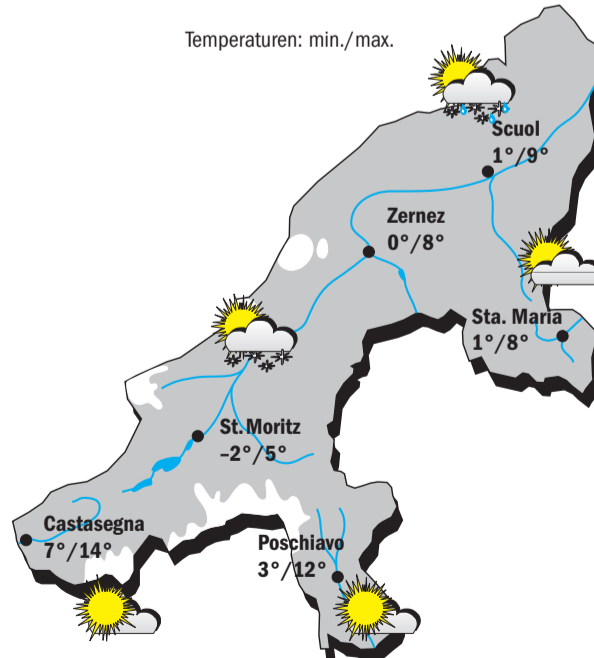 Temperaturen: min./max.
Scuol
1°/9°
Zernez
0°/8°
Sta. Maria
1°/8°
St. Moritz
–2°/5°
Castasegna
7°/14°
Poschiavo
3°/12°